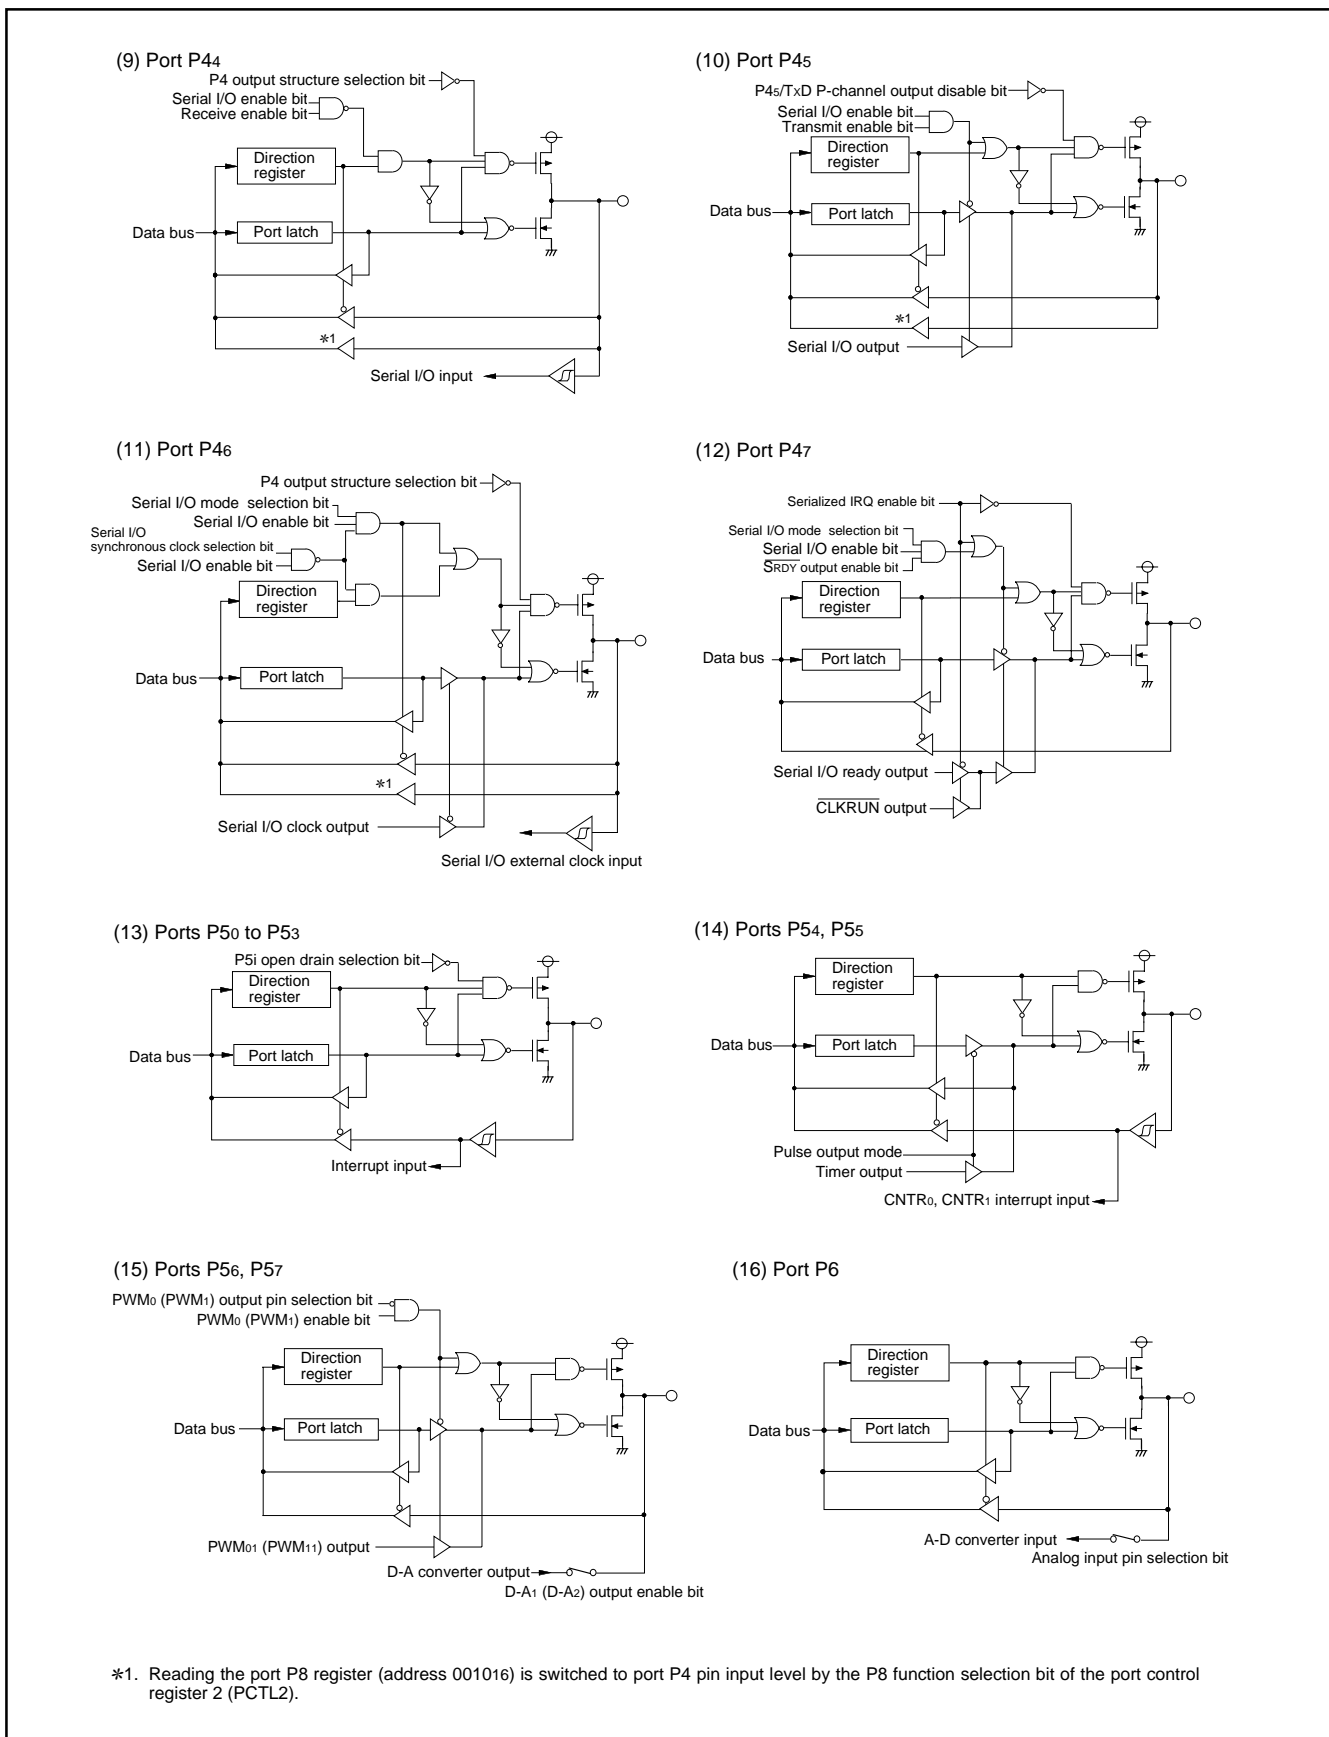 (9) Port P44
P4 output structure selection bit
Serial I/O enable bit
Receive enable bit
Direction
register
Data bus
Port latch
*1
Serial I/O input
(10) Port P45
P45/TxD P-channel output disable bit
Serial I/O enable bit
Transmit enable bit
Direction
register
Data bus
Port latch
*1
Serial I/O output
(11) Port P46
P4 output structure selection bit
Serial I/O mode selection bit
Serial I/O enable bit
Serial I/O
synchronous clock selection bit
Serial I/O enable bit
Direction
register
Data bus
Port latch
*1
Serial I/O clock output
Serial I/O external clock input
(12) Port P47
Serialized IRQ enable bit
Serial I/O mode selection bit
Serial I/O enable bit
SRDY output enable bit
Direction
register
Data bus
Port latch
Serial I/O ready output
CLKRUN output
(13) Ports P50 to P53
P5i open drain selection bit
Direction
register
Data bus
Port latch
Interrupt input
(14) Ports P54, P55
Direction
register
Data bus
Port latch
Pulse output mode
Timer output
CNTR0, CNTR1 interrupt input
(15) Ports P56, P57
PWM0 (PWM1) output pin selection bit
PWM0 (PWM1) enable bit
Direction
register
Data bus
Port latch
PWM01 (PWM11) output
D-A converter output
D-A1 (D-A2) output enable bit
(16) Port P6
Direction
register
Data bus
Port latch
A-D converter input
Analog input pin selection bit
*1. Reading the port P8 register (address 001016) is switched to port P4 pin input level by the P8 function selection bit of the port control
register 2 (PCTL2).